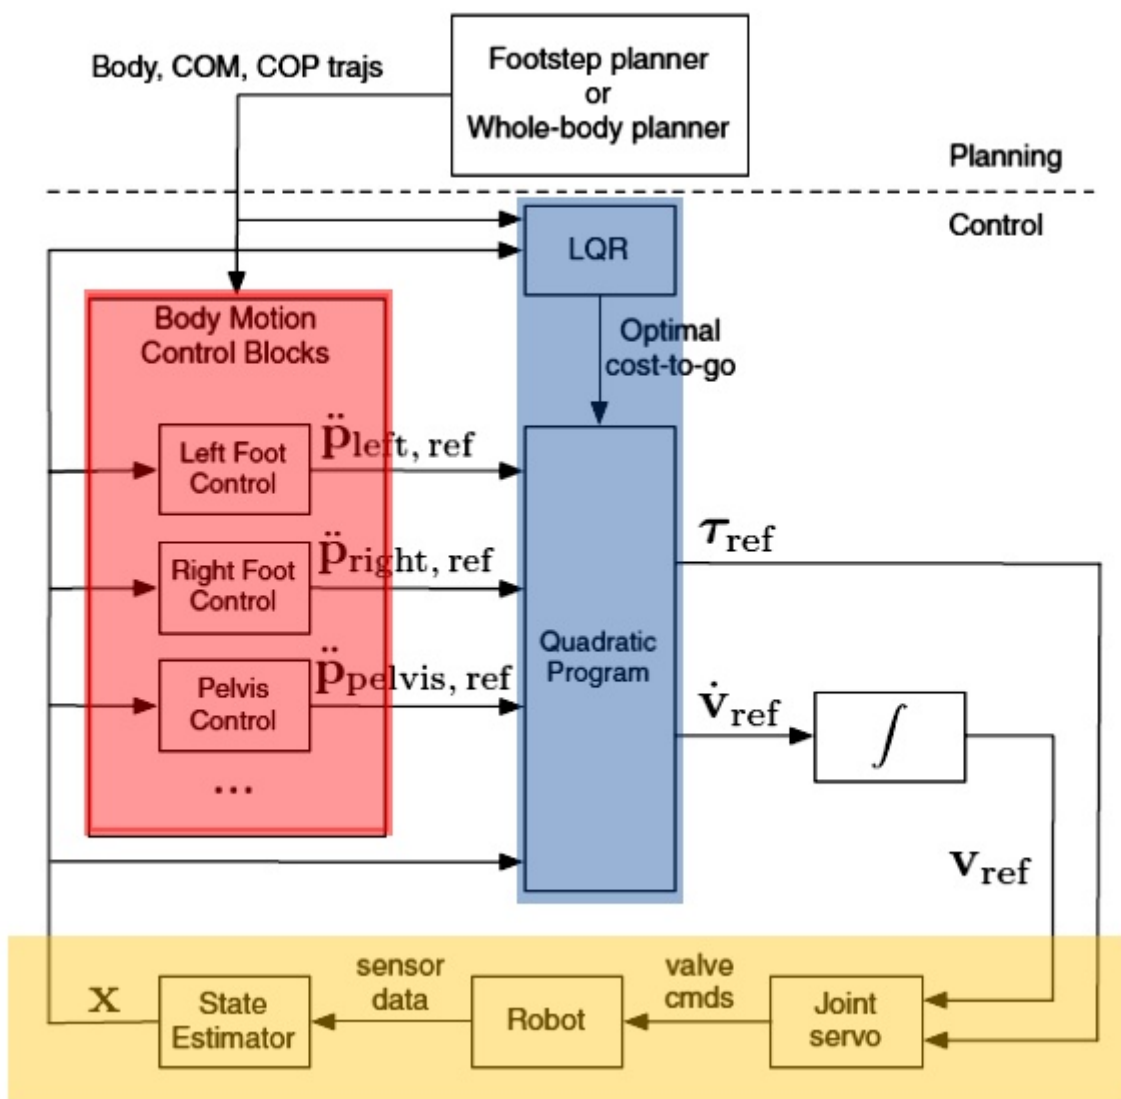 Body, COM, COP trajs
Footstep planner
or
Whole-body planner
Planning
Control
LQR
Body Motion
Control Blocks
Optimal
cost-to-go
Left Foot
Control
p̈left, ref
Right Foot
Control
p̈right, ref
Pelvis
Control
p̈pelvis, ref
...
Quadratic
Program
τref
v̇ref
∫
vref
x
State
Estimator
sensor
data
Robot
valve
cmds
Joint
servo